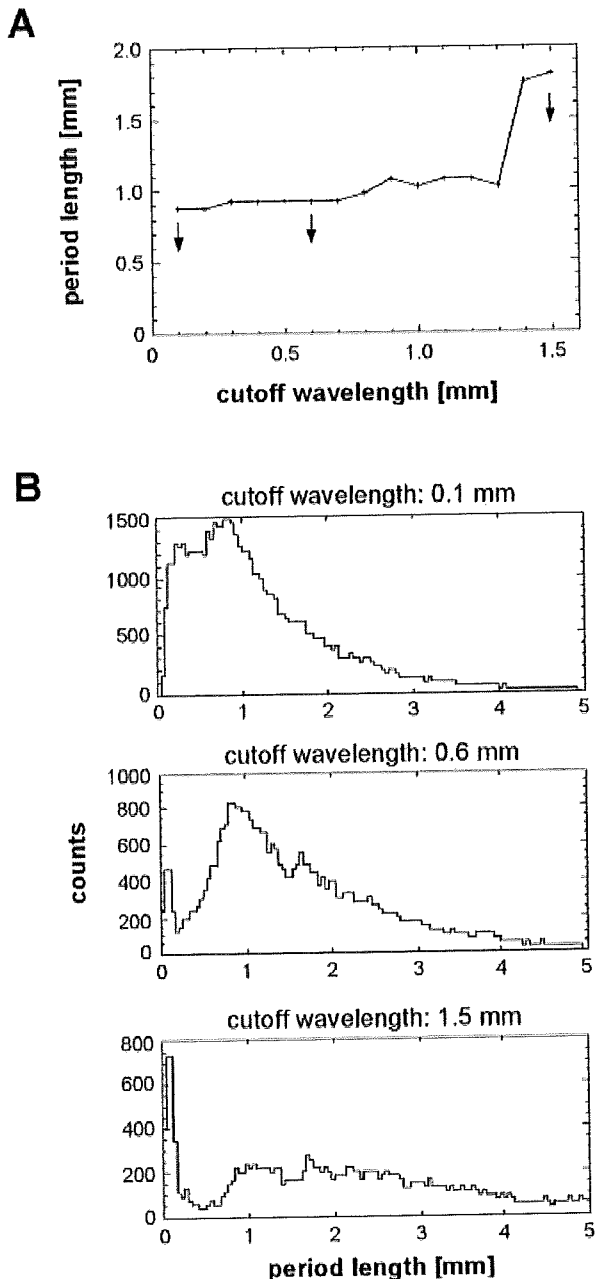 A
2.0
1.5
1.0
0.5
0
period length [mm]
0 0.5 1.0 1.5
cutoff wavelength [mm]
B
cutoff wavelength: 0.1 mm
1500
1000
500
0
0 1 2 3 4 5
cutoff wavelength: 0.6 mm
1000
800
600
400
200
0
counts
0 1 2 3 4 5
cutoff wavelength: 1.5 mm
800
600
400
200
0
0 1 2 3 4 5
period length [mm]